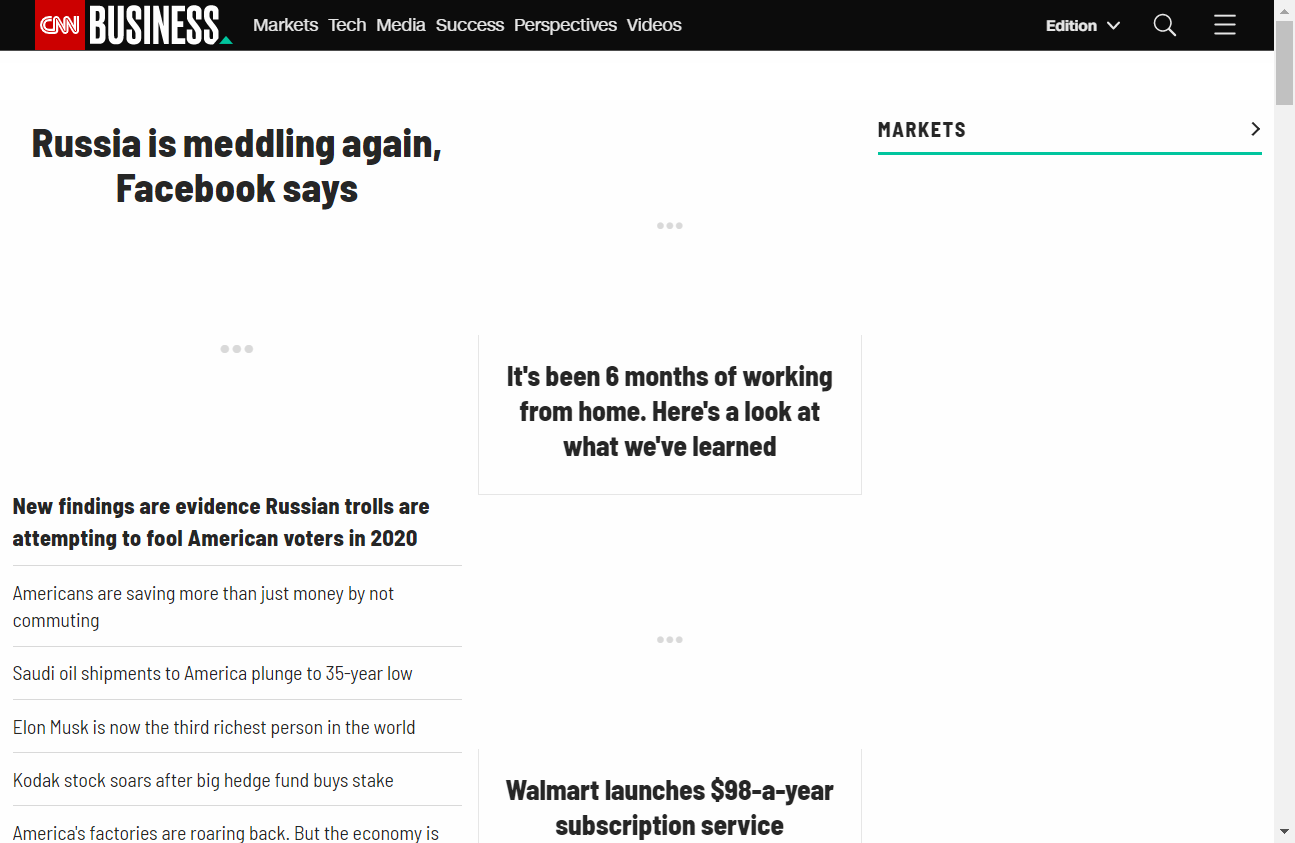 CNN BUSINESS Markets Tech Media Success Perspectives Videos Edition
Russia is meddling again,
Facebook says
New findings are evidence Russian trolls are
attempting to fool American voters in 2020
Americans are saving more than just money by not
commuting
Saudi oil shipments to America plunge to 35-year low
Elon Musk is now the third richest person in the world
Kodak stock soars after big hedge fund buys stake
America's factories are roaring back. But the economy is
It's been 6 months of working
from home. Here's a look at
what we've learned
Walmart launches $98-a-year
subscription service
MARKETS